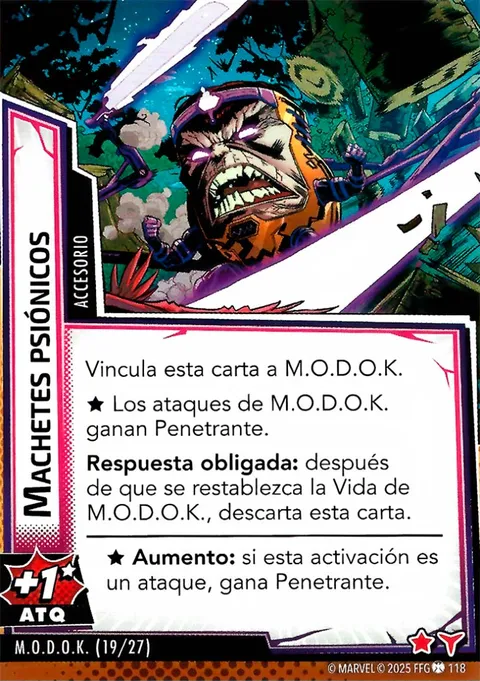 MACHETES PSIÓNICOS
ACCESORIO
Vincula esta carta a M.O.D.O.K.
★ Los ataques de M.O.D.O.K.
ganan Penetrante.
Respuesta obligada: después
de que se restablezca la Vida de
M.O.D.O.K., descarta esta carta.
★ Aumento: si esta activación es
un ataque, gana Penetrante.
+1★
ATQ
M.O.D.O.K. (19/27)
© MARVEL © 2025 FFG 118